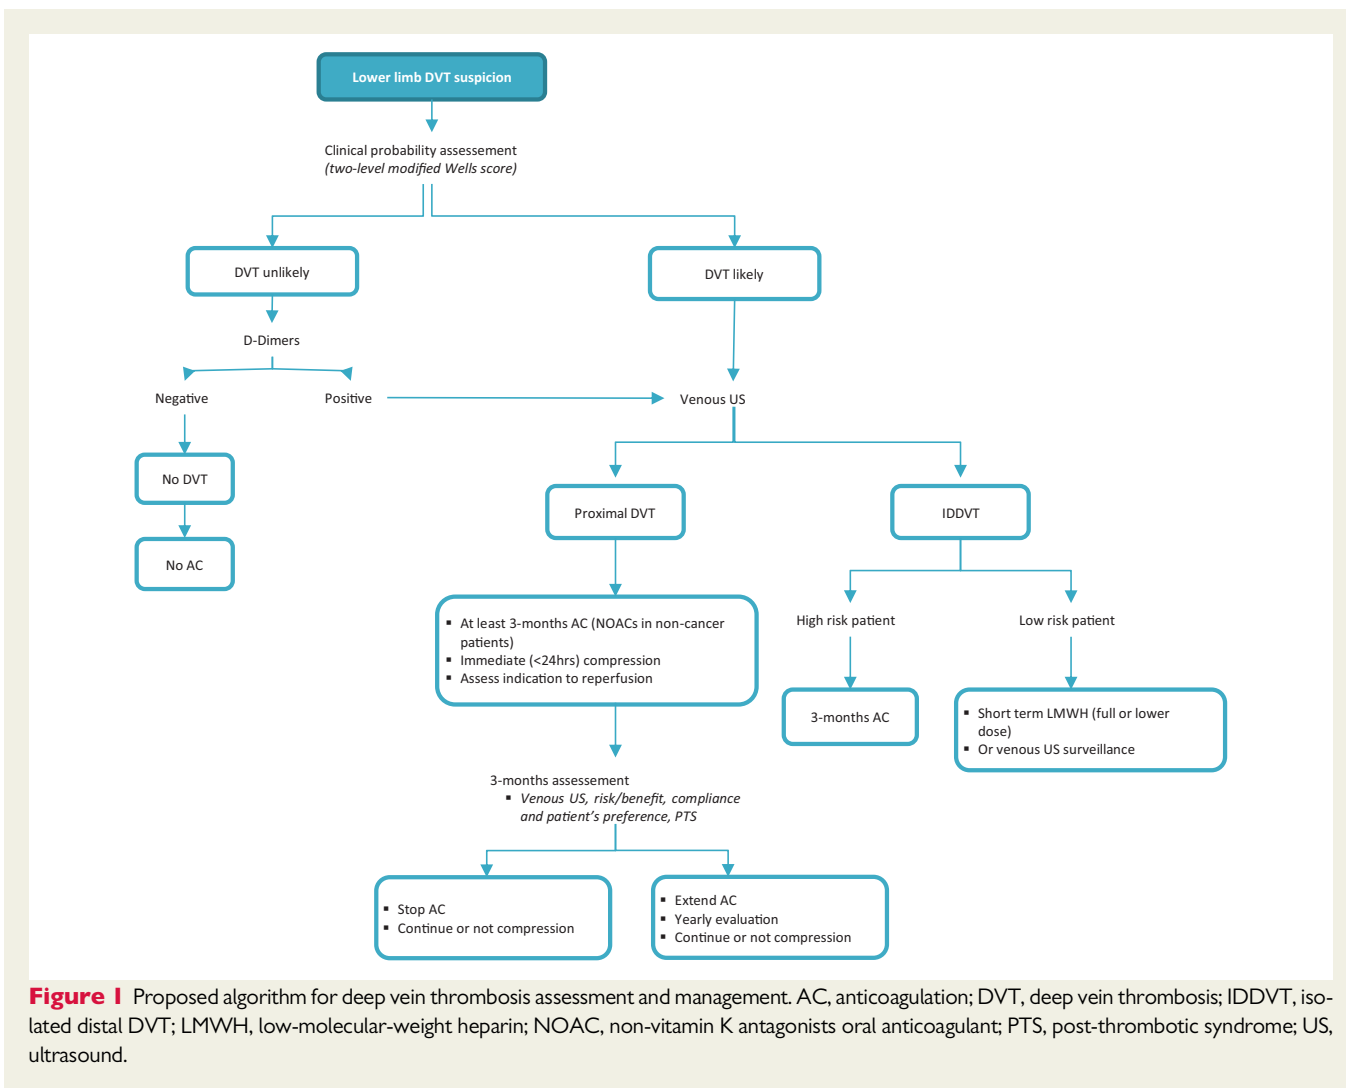 Lower limb DVT suspicion
Clinical probability assessement
(two-level modified Wells score)
DVT unlikely
DVT likely
D-Dimers
Negative
Positive
Venous US
No DVT
No AC
Proximal DVT
IDDVT
▪ At least 3-months AC (NOACs in non-cancer
patients)
▪ Immediate (<24hrs) compression
▪ Assess indication to reperfusion
High risk patient
Low risk patient
3-months AC
▪ Short term LMWH (full or lower
dose)
▪ Or venous US surveillance
3-months assessement
▪ Venous US, risk/benefit, compliance
and patient's preference, PTS
▪ Stop AC
▪ Continue or not compression
▪ Extend AC
▪ Yearly evaluation
▪ Continue or not compression
Figure 1 Proposed algorithm for deep vein thrombosis assessment and management. AC, anticoagulation; DVT, deep vein thrombosis; IDDVT, iso-
lated distal DVT; LMWH, low-molecular-weight heparin; NOAC, non-vitamin K antagonists oral anticoagulant; PTS, post-thrombotic syndrome; US,
ultrasound.